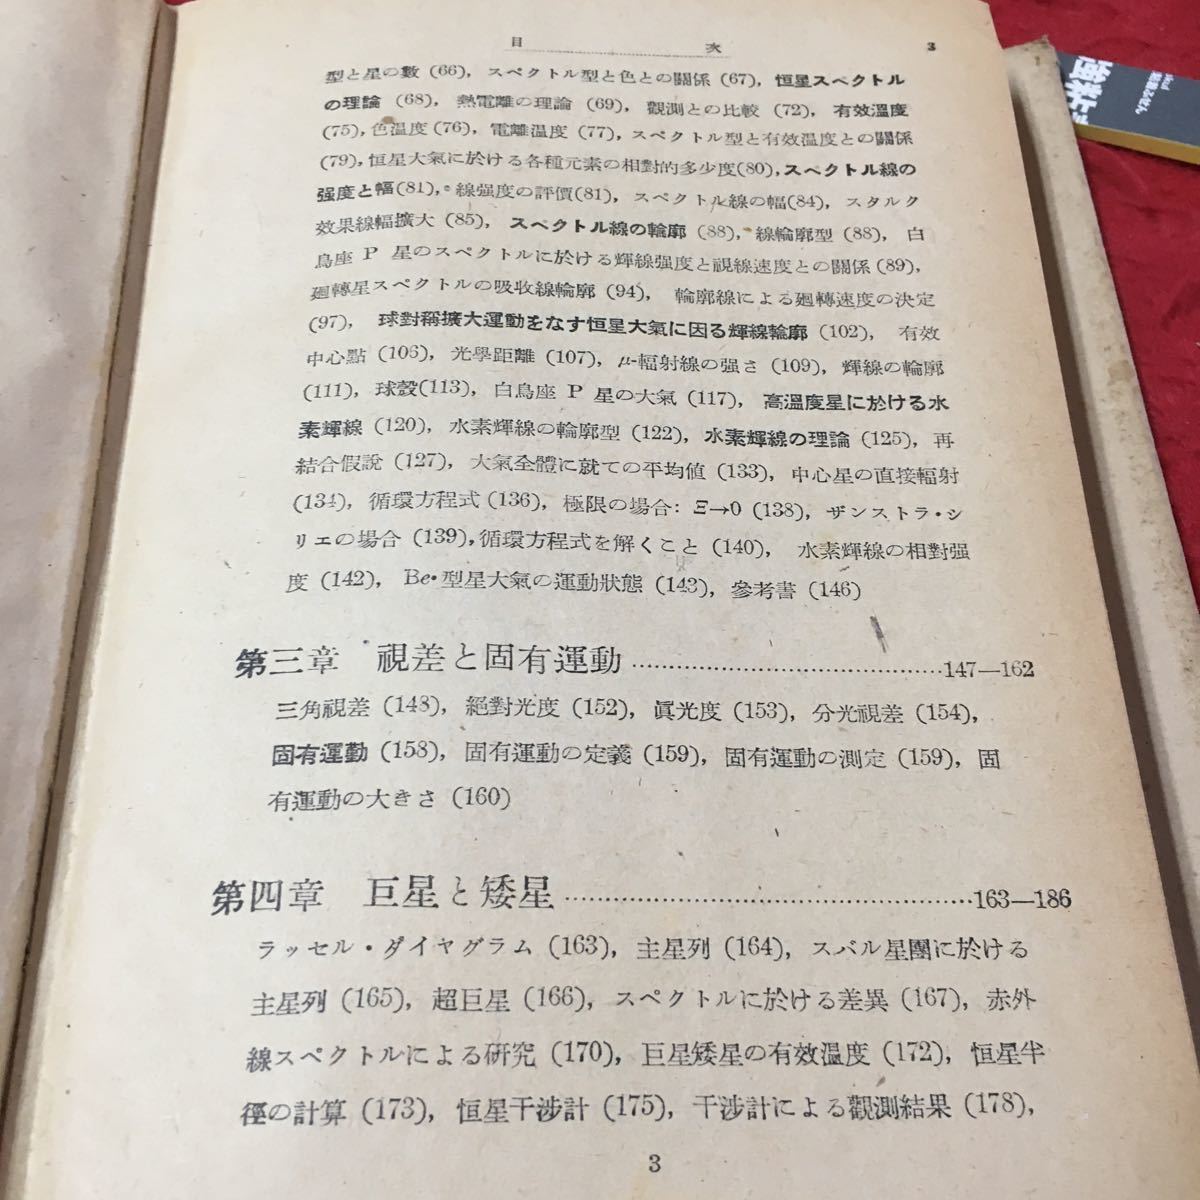 目次 3
型と星の數 (66), スペクトル型と色との關係 (67), 恒星スペクトル
の理論 (68), 熱電離の理論 (69), 觀測との比較 (72), 有效溫度
(75), 色溫度 (76), 電離溫度 (77), スペクトル型と有效溫度との關係
(79), 恒星大氣に於ける各種元素の相對的多少度(80), スペクトル線の
强度と幅(81), 線强度の評價(81), スペクトル線の幅(84), スタルク
效果線幅擴大 (85), スペクトル線の輪廓 (88), 線輪廓型 (88), 白
鳥座 P 星のスペクトルに於ける輝線强度と視線速度との關係 (89),
廻轉星スペクトルの吸收線輪廓 (94), 輪廓線による廻轉速度の決定
(97), 球對稱擴大運動をなす恒星大氣に因る輝線輪廓 (102), 有效
中心點 (106), 光學距離 (107), μ-輻射線の强さ (109), 輝線の輪廓
(111), 球殼(113), 白鳥座 P 星の大氣 (117), 高溫度星に於ける水
素輝線 (120), 水素輝線の輪廓型 (122), 水素輝線の理論 (125), 再
結合假說 (127), 大氣全體に就ての平均値 (133), 中心星の直接輻射
(134), 循環方程式 (136), 極限の場合: Ξ→0 (138), ザンストラ・シ
リエの場合 (139), 循環方程式を解くこと (140), 水素輝線の相對强
度 (142), Be・型星大氣の運動狀態 (143), 參考書 (146)
第三章 視差と固有運動 ……………………………147—162
三角視差 (148), 絕對光度 (152), 眞光度 (153), 分光視差 (154),
固有運動 (158), 固有運動の定義 (159), 固有運動の測定 (159), 固
有運動の大きさ (160)
第四章 巨星と矮星 ……………………………………163—186
ラッセル・ダイヤグラム (163), 主星列 (164), スバル星團に於ける
主星列 (165), 超巨星 (166), スペクトルに於ける差異 (167), 赤外
線スペクトルによる研究 (170), 巨星矮星の有效溫度 (172), 恒星半
徑の計算 (173), 恒星干涉計 (175), 干涉計による觀測結果 (178),
3